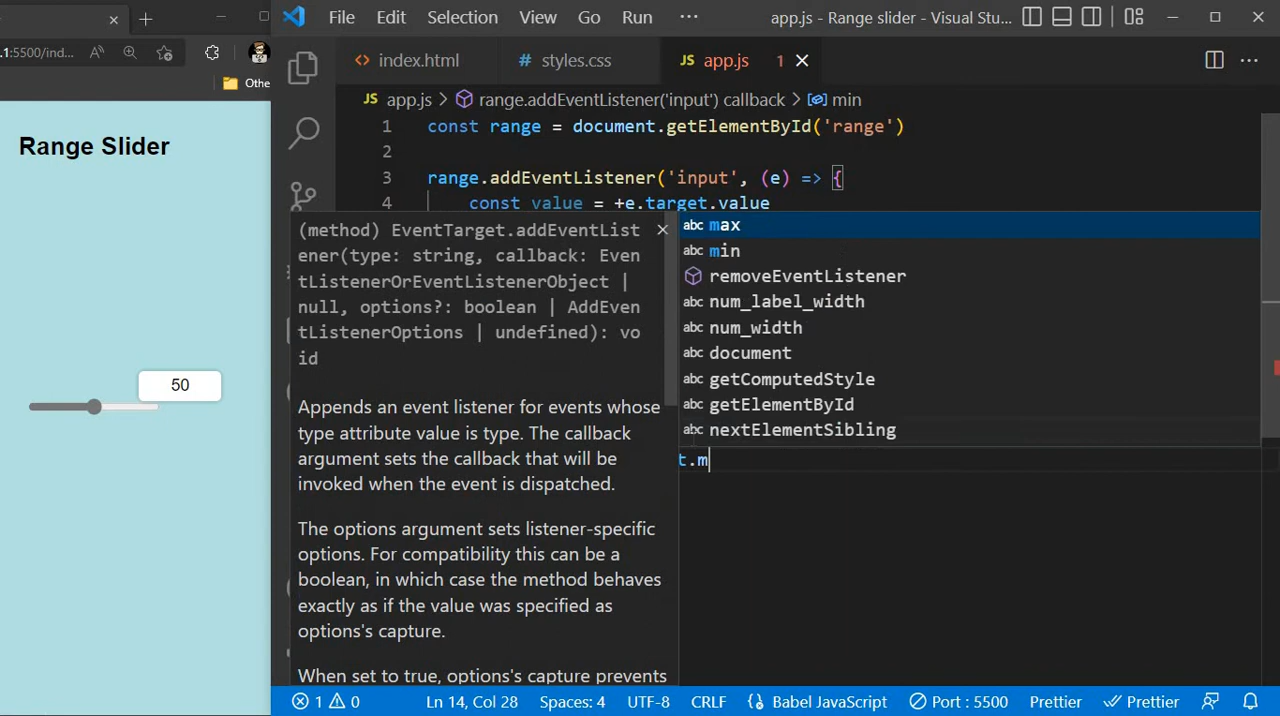 File Edit Selection View Go Run ··· app.js - Range slider - Visual Stu...
.1:5500/ind...
Othe
index.html
styles.css
JS app.js 1
JS app.js > range.addEventListener('input') callback > min
1 const range = document.getElementById('range')
2
3 range.addEventListener('input', (e) => {
4 const value = +e.target.value
Range Slider
50
(method) EventTarget.addEventList
ener(type: string, callback: Even
tListenerOrEventListenerObject |
null, options?: boolean | AddEven
tListenerOptions | undefined): vo
id
Appends an event listener for events whose
type attribute value is type. The callback
argument sets the callback that will be
invoked when the event is dispatched.
The options argument sets listener-specific
options. For compatibility this can be a
boolean, in which case the method behaves
exactly as if the value was specified as
options's capture.
When set to true, options's capture prevents
abc max
abc min
removeEventListener
abc num_label_width
abc num_width
abc document
abc getComputedStyle
abc getElementById
abc nextElementSibling
t.m
1 0 Ln 14, Col 28 Spaces: 4 UTF-8 CRLF Babel JavaScript Port : 5500 Prettier Prettier